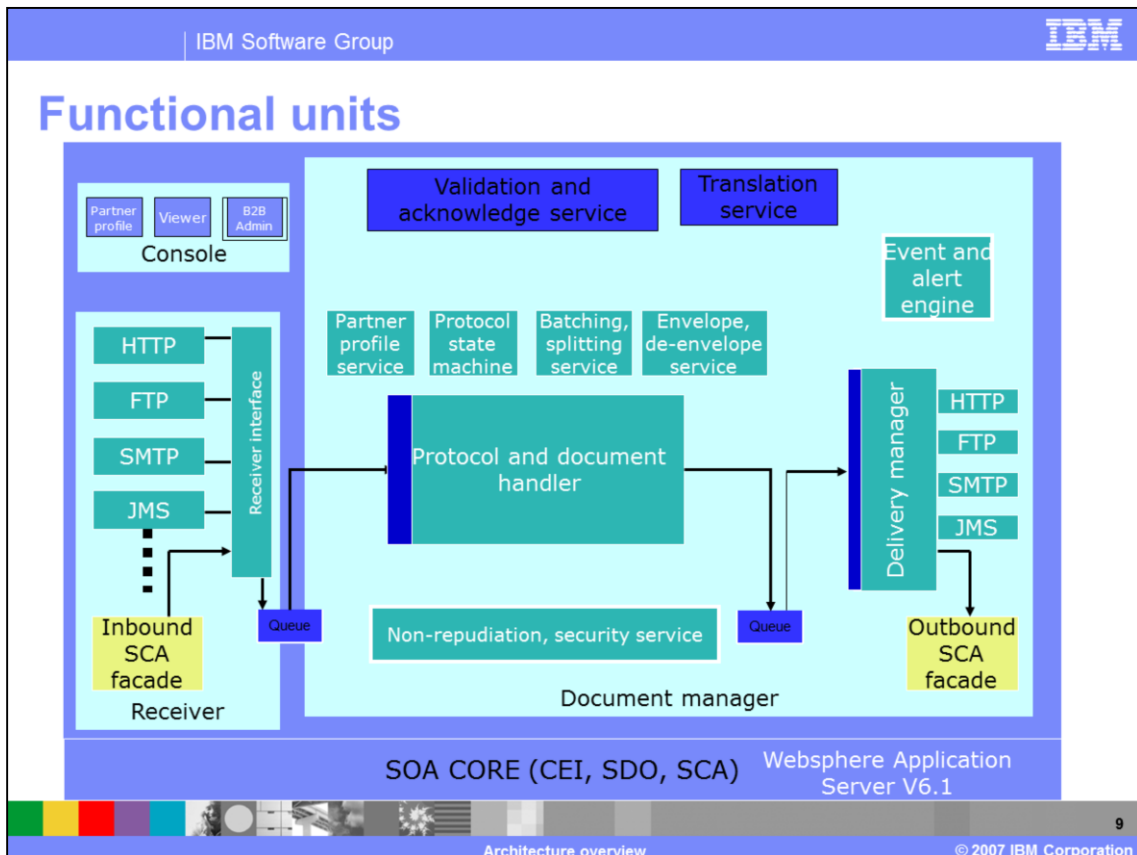 IBM Software Group
IBM
Functional units
Partner
profile
Viewer
B2B
Admin
Console
Validation and
acknowledge service
Translation
service
Event and
alert
engine
HTTP
FTP
SMTP
JMS
Receiver interface
Inbound
SCA
facade
Receiver
Queue
Partner
profile
service
Protocol
state
machine
Batching,
splitting
service
Envelope,
de-envelope
service
Protocol and document
handler
Non-repudiation, security service
Queue
Delivery manager
HTTP
FTP
SMTP
JMS
Outbound
SCA
facade
Document manager
SOA CORE (CEI, SDO, SCA)
Websphere Application
Server V6.1
9
Architecture overview
© 2007 IBM Corporation